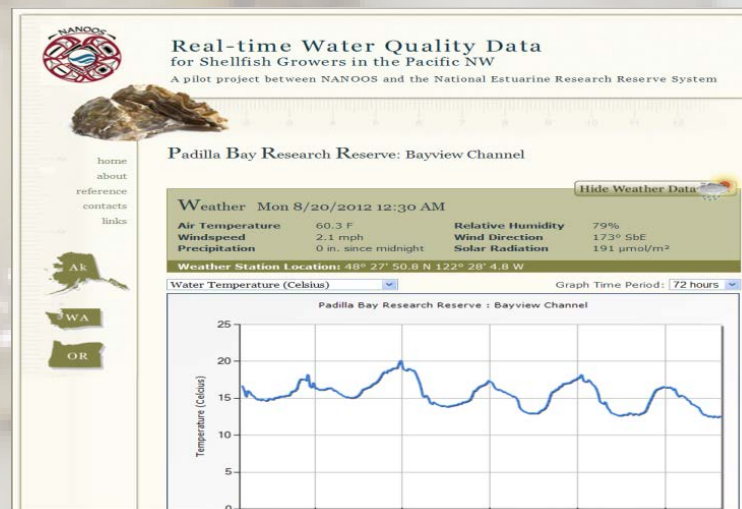 NANOOS
Real-time Water Quality Data
for Shellfish Growers in the Pacific NW
A pilot project between NANOOS and the National Estuarine Research Reserve System
home
about
reference
contacts
links
Ak
WA
OR
Padilla Bay Research Reserve: Bayview Channel
Hide Weather Data
Weather Mon 8/20/2012 12:30 AM
Air Temperature 60.3 F Relative Humidity 79%
Windspeed 2.1 mph Wind Direction 173° SbE
Precipitation 0 in. since midnight Solar Radiation 191 µmol/m²
Weather Station Location: 48° 27' 50.8 N 122° 28' 4.8 W
Water Temperature (Celsius) Graph Time Period: 72 hours
Padilla Bay Research Reserve : Bayview Channel
Temperature (Celcius)
25
20
15
10
5
0